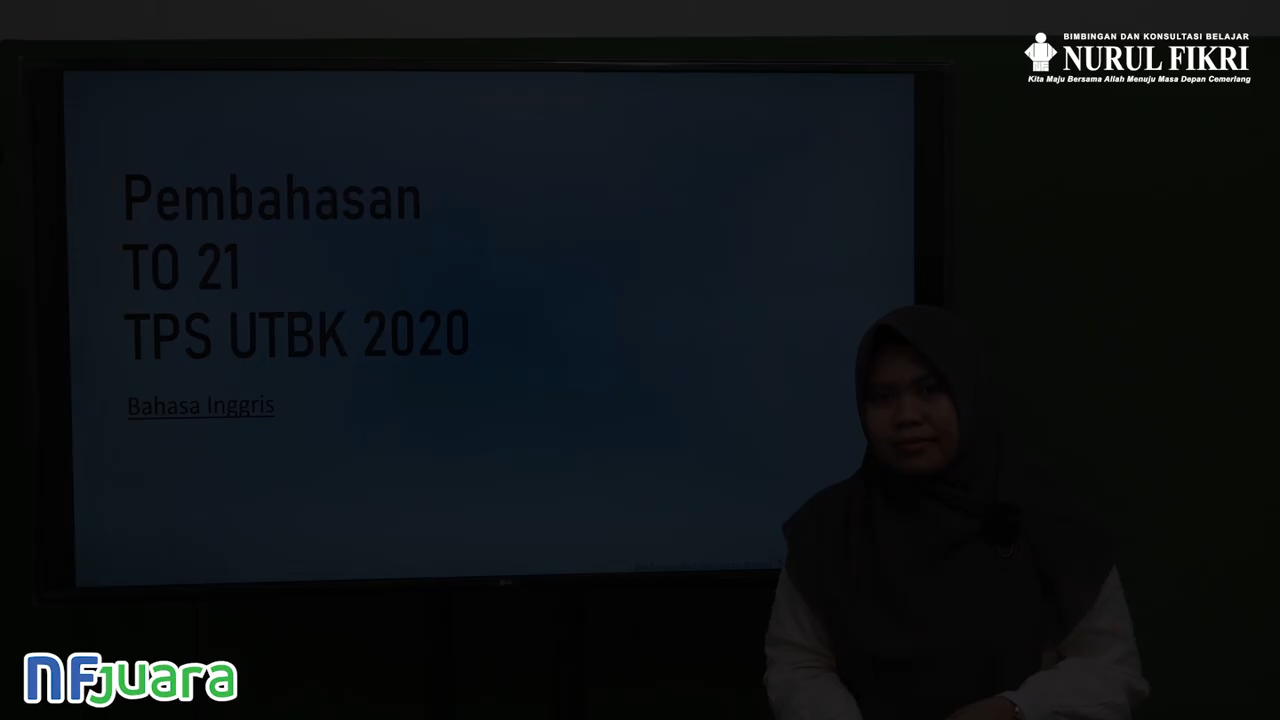 BIMBINGAN DAN KONSULTASI BELAJAR
NURUL FIKRI
Kita Maju Bersama Allah Menuju Masa Depan Cemerlang
Pembahasan
TO 21
TPS UTBK 2020
Bahasa Inggris
NFjuara